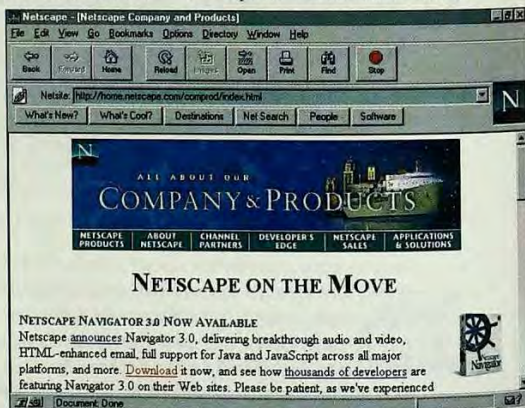 Netscape - [Netscape Company and Products]
File Edit View Go Bookmarks Options Directory Window Help
Back Forward Home Reload Images Open Print Find Stop
Netsite: http://home.netscape.com/comprod/index.html
N
What's New? What's Cool? Destinations Net Search People Software
N
ALL ABOUT OUR
COMPANY & PRODUCTS
NETSCAPE PRODUCTS ABOUT NETSCAPE CHANNEL PARTNERS DEVELOPER'S EDGE NETSCAPE SALES APPLICATIONS & SOLUTIONS
NETSCAPE ON THE MOVE
NETSCAPE NAVIGATOR 3.0 NOW AVAILABLE
Netscape announces Navigator 3.0, delivering breakthrough audio and video,
HTML-enhanced email, full support for Java and JavaScript across all major
platforms, and more. Download it now, and see how thousands of developers are
featuring Navigator 3.0 on their Web sites. Please be patient, as we've experienced
Netscape
Navigator
Document: Done